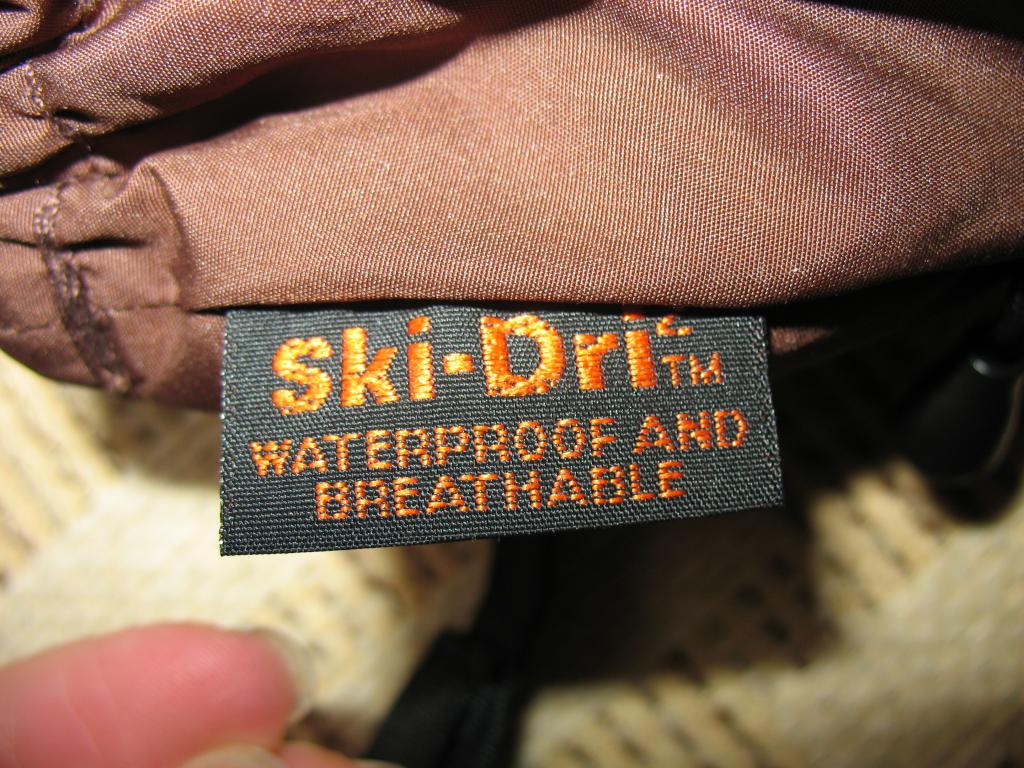 Ski-Dri
TM
WATERPROOF AND
BREATHABLE